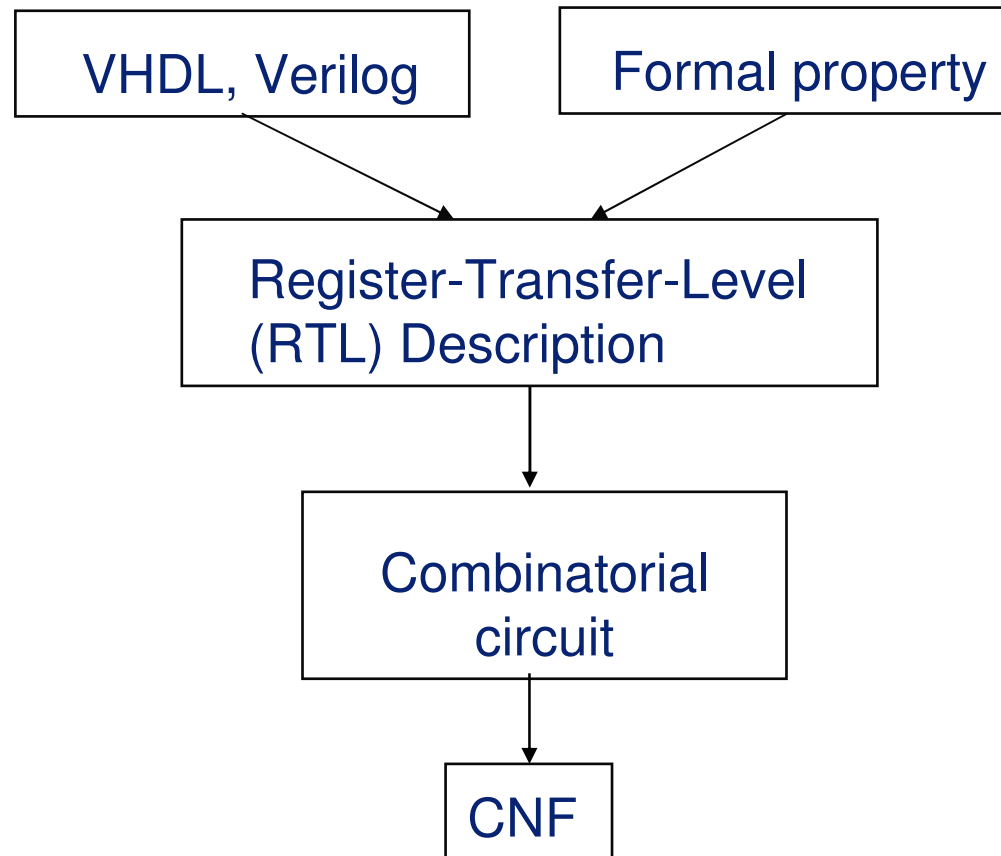 VHDL, Verilog
Formal property
Register-Transfer-Level
(RTL) Description
Combinatorial
circuit
CNF